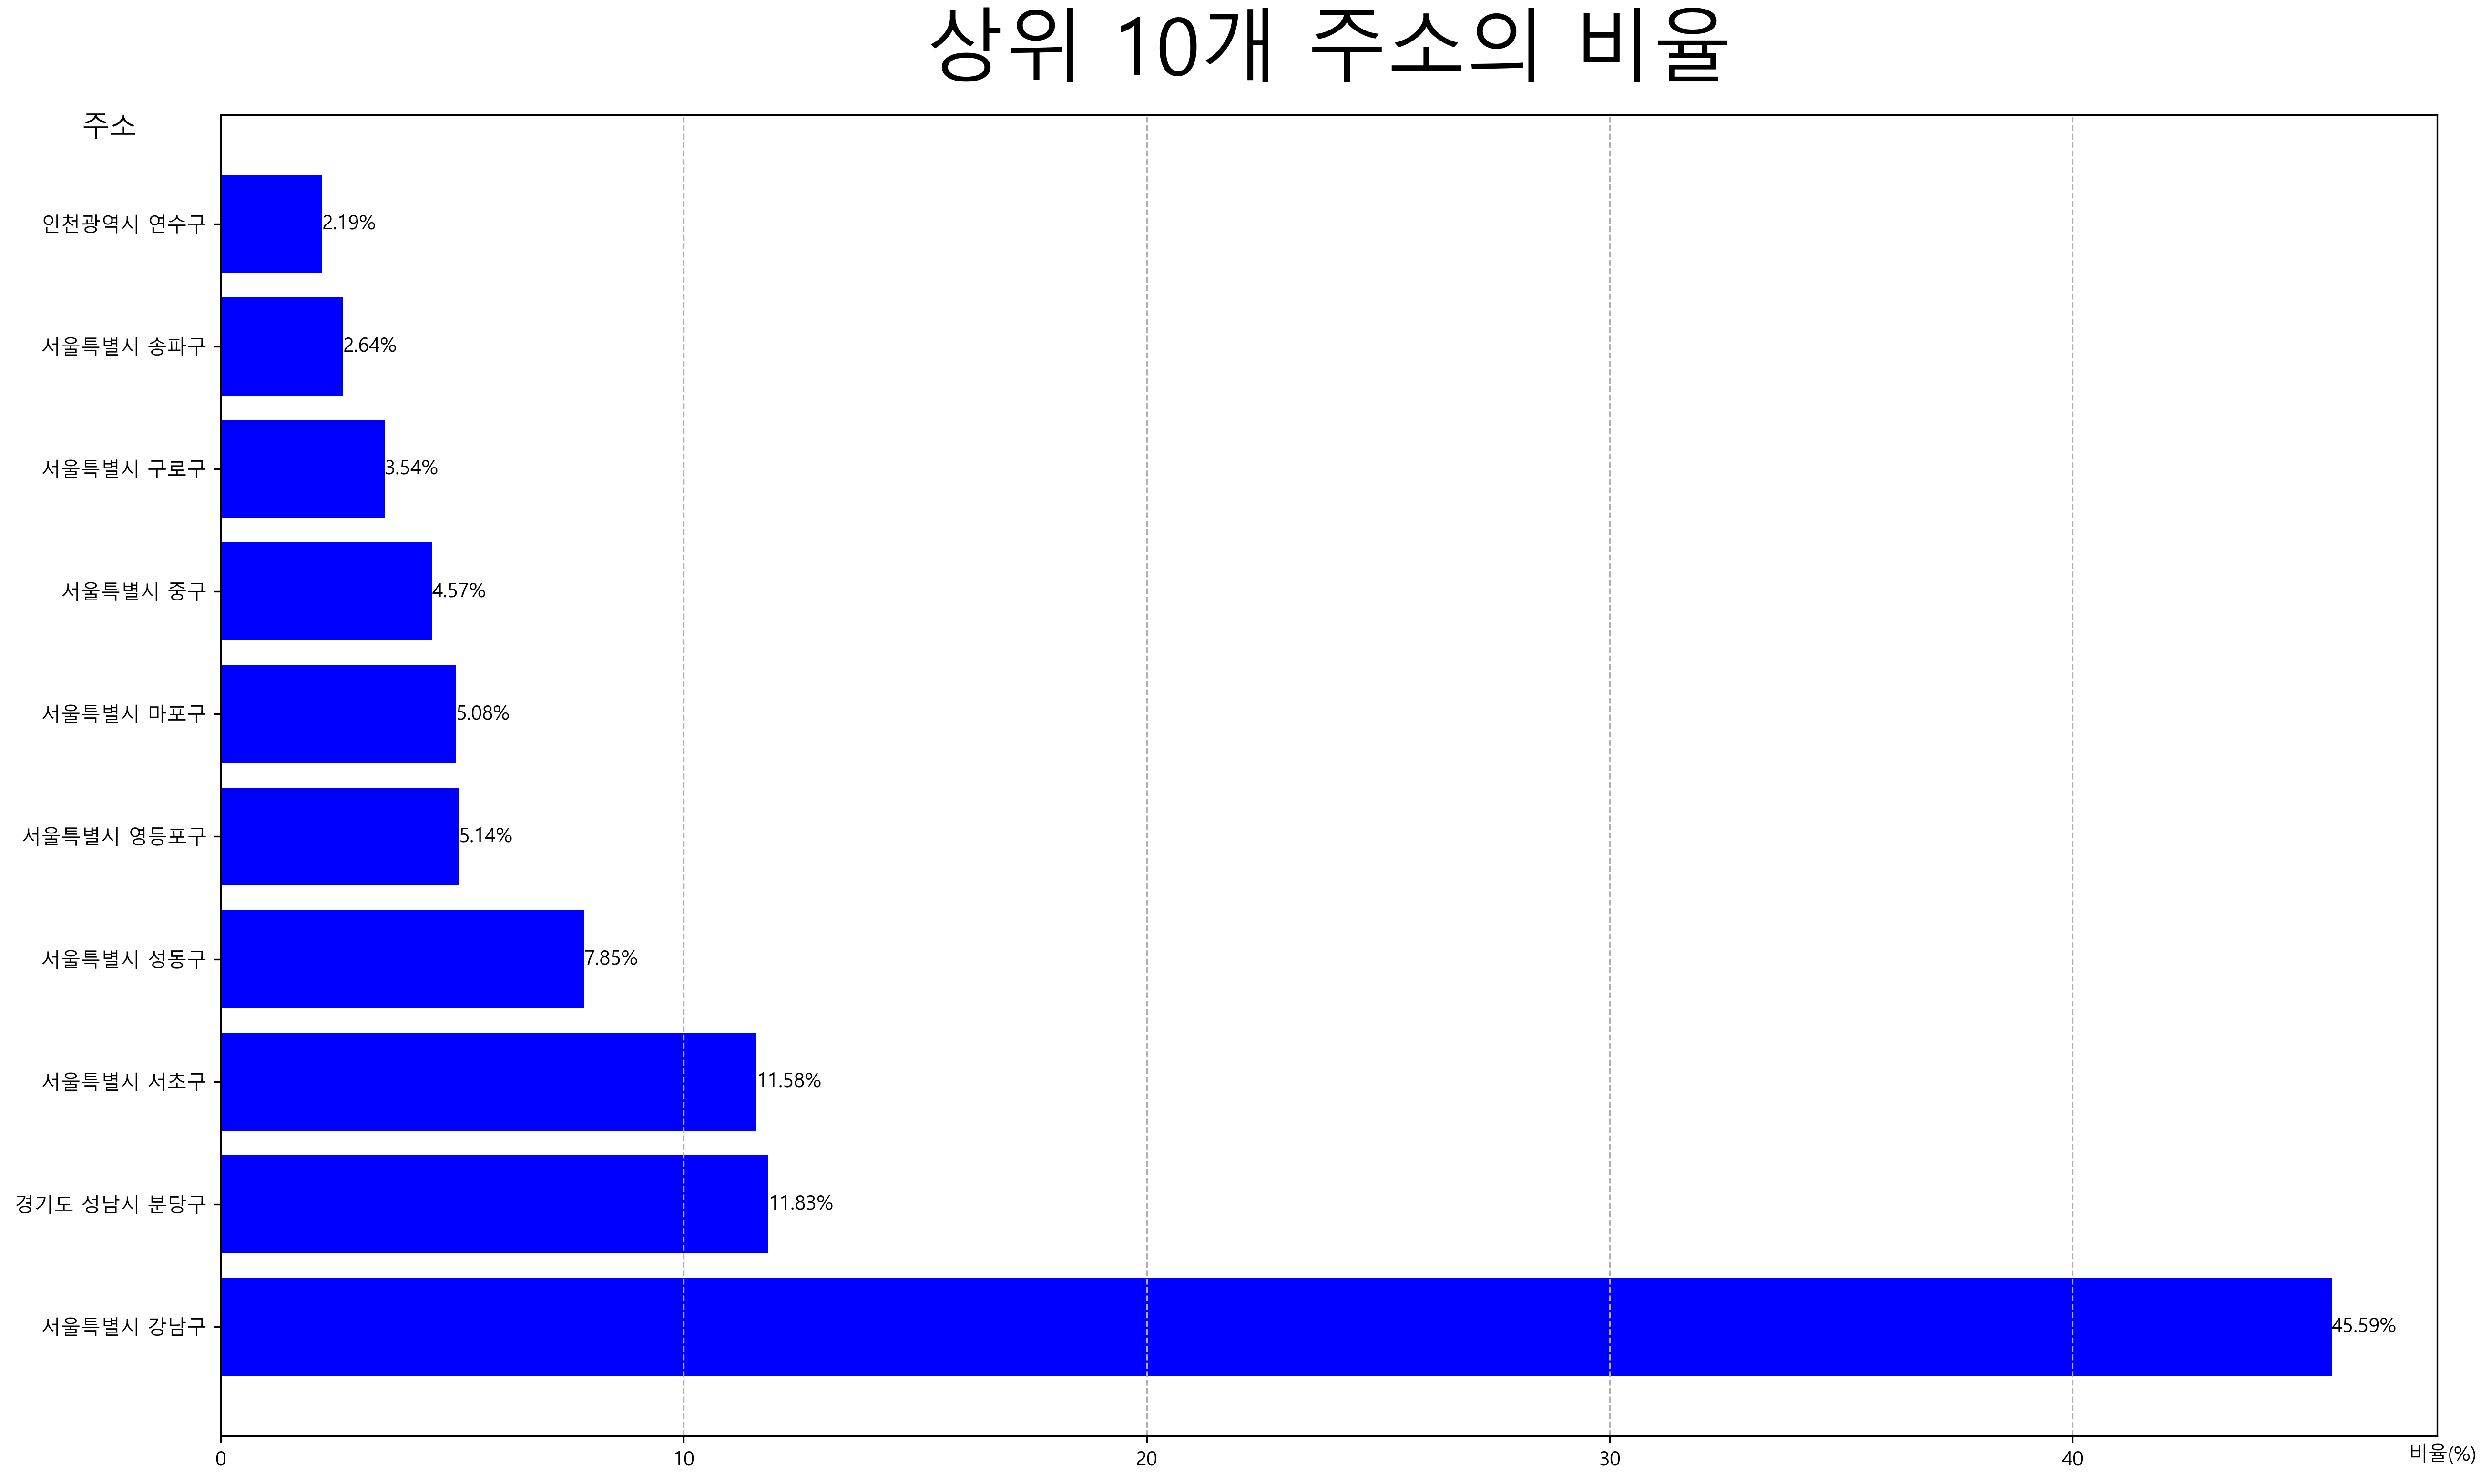 상위 10개 주소의 비율
주소
인천광역시 연수구 2.19%
서울특별시 송파구 2.64%
서울특별시 구로구 3.54%
서울특별시 중구 4.57%
서울특별시 마포구 5.08%
서울특별시 영등포구 5.14%
서울특별시 성동구 7.85%
서울특별시 서초구 11.58%
경기도 성남시 분당구 11.83%
서울특별시 강남구 45.59%
0 10 20 30 40 비율(%)